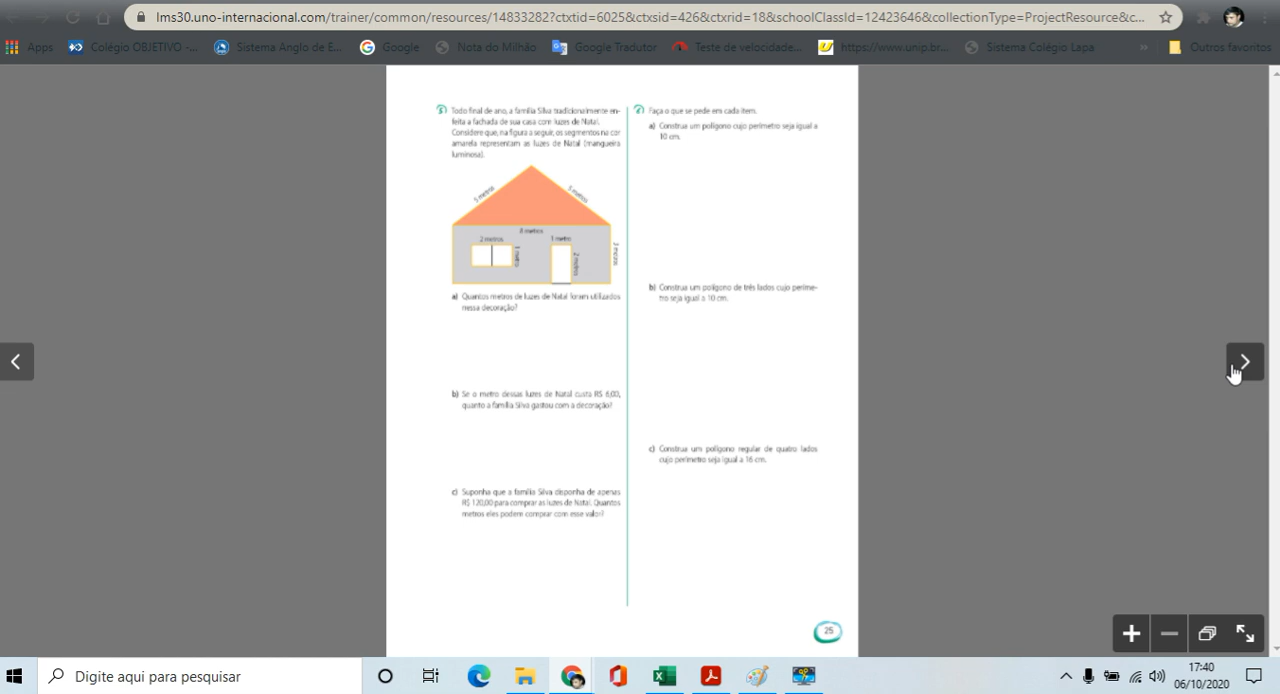 lms30.uno-internacional.com/trainer/common/resources/14833282?ctxtid=6025&ctxsid=426&ctxrid=18&schoolClassId=12423646&collectionType=ProjectResource&c...
Apps Colégio OBJETIVO -... Sistema Anglo de E... Google Nota do Milhão Google Tradutor Teste de velocidade... https://www.unip.br... Sistema Colégio Lapa » Outros favoritos
Todo final de ano, a família Silva tradicionalmente en-
feita a fachada de sua casa com luzes de Natal.
Considere que, na figura a seguir, os segmentos na cor
amarela representam as luzes de Natal (mangueira
luminosa).
5 metros
5 metros
8 metros
2 metros
1 metro
1 metro
2 metros
3 metros
a) Quantos metros de luzes de Natal foram utilizados
nessa decoração?
b) Se o metro dessas luzes de Natal custa R$ 6,00,
quanto a família Silva gastou com a decoração?
c) Suponha que a família Silva disponha de apenas
R$ 120,00 para comprar as luzes de Natal. Quantos
metros eles podem comprar com esse valor?
Faça o que se pede em cada item.
a) Construa um polígono cujo perímetro seja igual a
10 cm.
b) Construa um polígono de três lados cujo períme-
tro seja igual a 10 cm.
c) Construa um polígono regular de quatro lados
cujo perímetro seja igual a 16 cm.
25
Digite aqui para pesquisar
17:40
06/10/2020